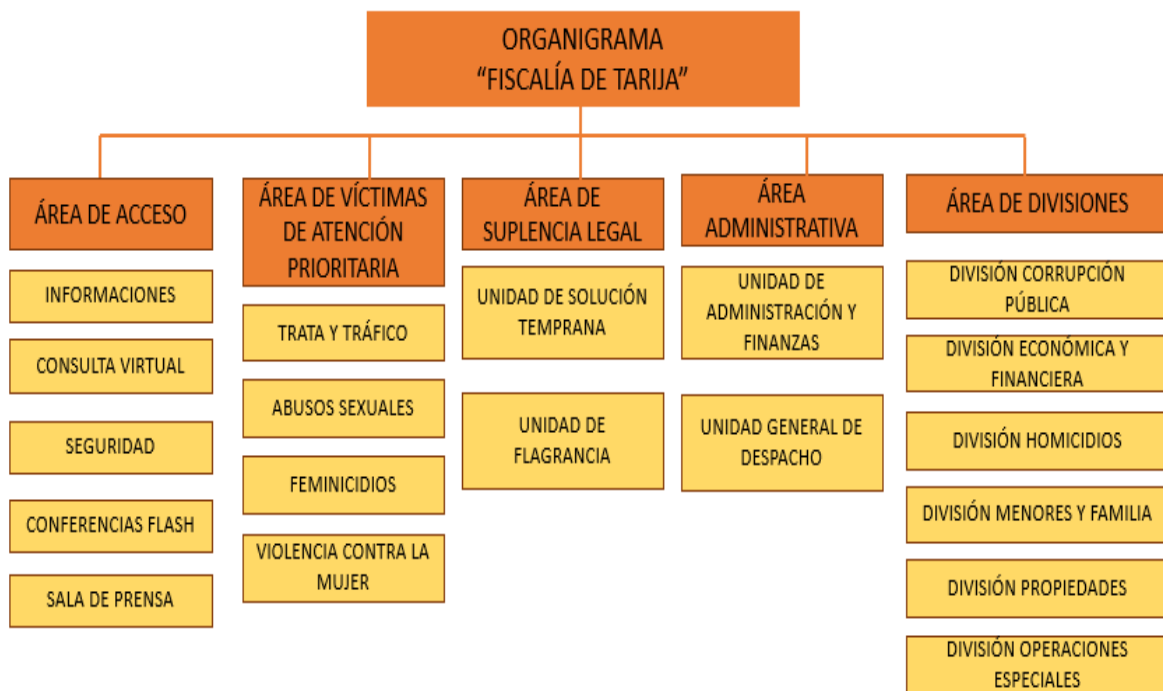 ORGANIGRAMA
“FISCALÍA DE TARIJA”
ÁREA DE ACCESO
INFORMACIONES
CONSULTA VIRTUAL
SEGURIDAD
CONFERENCIAS FLASH
SALA DE PRENSA
ÁREA DE VÍCTIMAS
DE ATENCIÓN
PRIORITARIA
TRATA Y TRÁFICO
ABUSOS SEXUALES
FEMINICIDIOS
VIOLENCIA CONTRA LA
MUJER
ÁREA DE
SUPLENCIA LEGAL
UNIDAD DE SOLUCIÓN
TEMPRANA
UNIDAD DE
FLAGRANCIA
ÁREA
ADMINISTRATIVA
UNIDAD DE
ADMINISTRACIÓN Y
FINANZAS
UNIDAD GENERAL DE
DESPACHO
ÁREA DE DIVISIONES
DIVISIÓN CORRUPCIÓN
PÚBLICA
DIVISIÓN ECONÓMICA Y
FINANCIERA
DIVISIÓN HOMICIDIOS
DIVISIÓN MENORES Y FAMILIA
DIVISIÓN PROPIEDADES
DIVISIÓN OPERACIONES
ESPECIALES